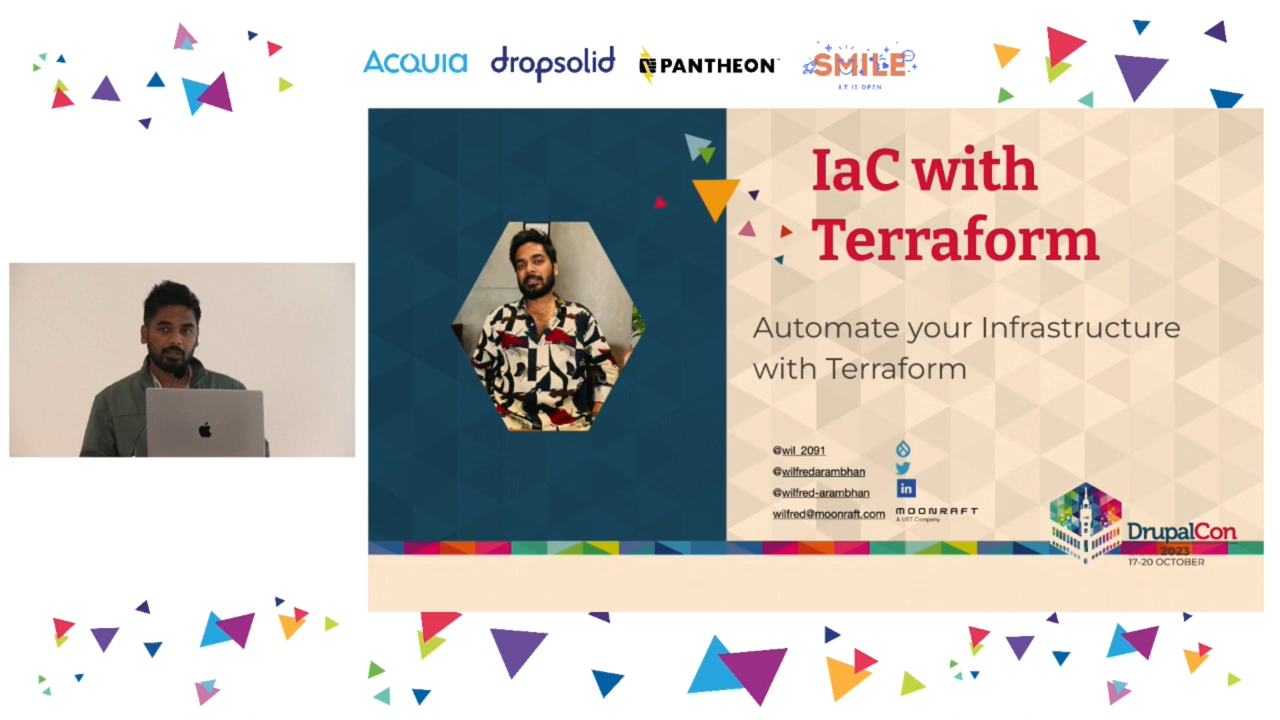 ACQUIA
dropsolid
PANTHEON
SMILE
I.T IS OPEN
IaC with
Terraform
Automate your Infrastructure
with Terraform
@wil_2091
@wilfredarambhan
@wilfred-arambhan
in
wilfred@moonraft.com
MOONRAFT
A UST Company
DrupalCon
2023
17-20 OCTOBER